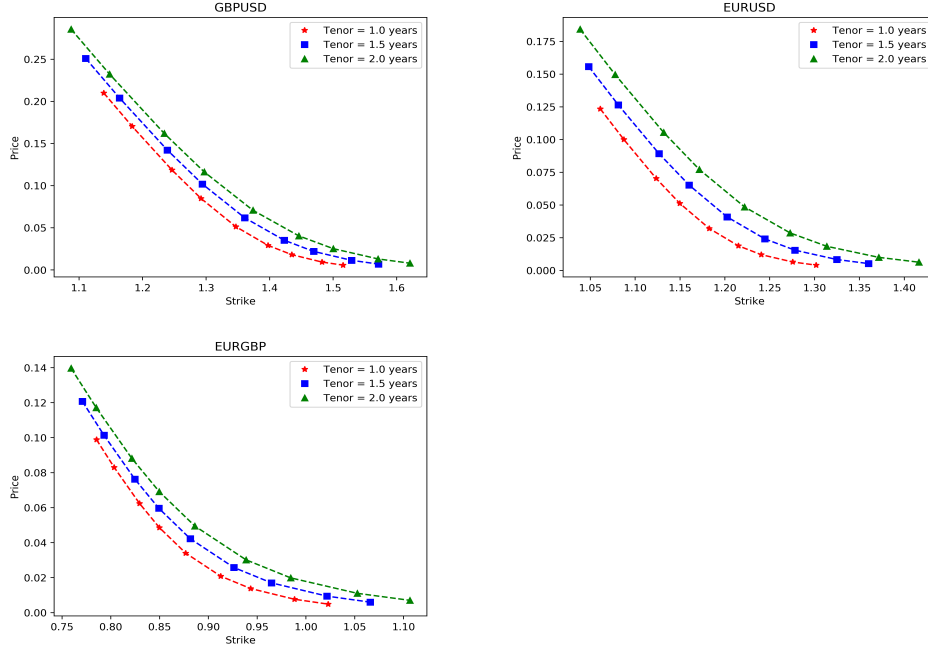 GBPUSD
Tenor = 1.0 years
Tenor = 1.5 years
Tenor = 2.0 years
0.25
0.20
0.15
0.10
0.05
0.00
Price
1.1 1.2 1.3 1.4 1.5 1.6
Strike
EURUSD
Tenor = 1.0 years
Tenor = 1.5 years
Tenor = 2.0 years
0.175
0.150
0.125
0.100
0.075
0.050
0.025
0.000
Price
1.05 1.10 1.15 1.20 1.25 1.30 1.35 1.40
Strike
EURGBP
Tenor = 1.0 years
Tenor = 1.5 years
Tenor = 2.0 years
0.14
0.12
0.10
0.08
0.06
0.04
0.02
0.00
Price
0.75 0.80 0.85 0.90 0.95 1.00 1.05 1.10
Strike